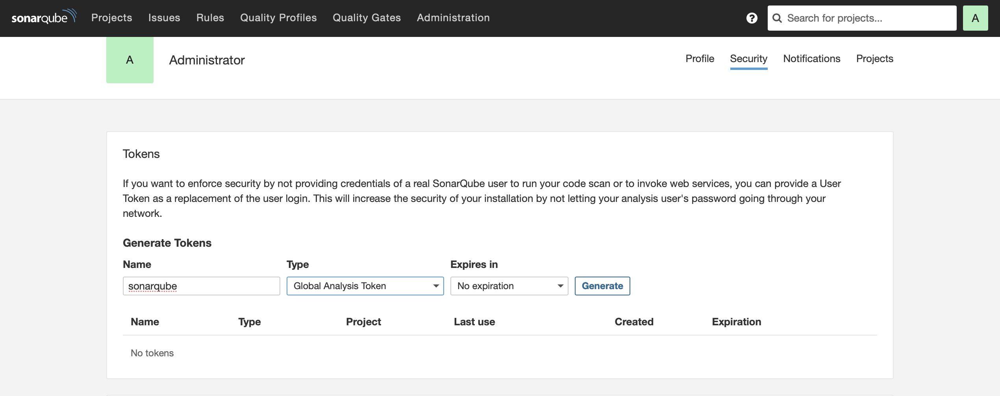 sonarqube Projects Issues Rules Quality Profiles Quality Gates Administration ? Search for projects... A
A Administrator Profile Security Notifications Projects
Tokens
If you want to enforce security by not providing credentials of a real SonarQube user to run your code scan or to invoke web services, you can provide a User
Token as a replacement of the user login. This will increase the security of your installation by not letting your analysis user's password going through your
network.
Generate Tokens
Name Type Expires in
sonarqube Global Analysis Token No expiration Generate
Name Type Project Last use Created Expiration
No tokens